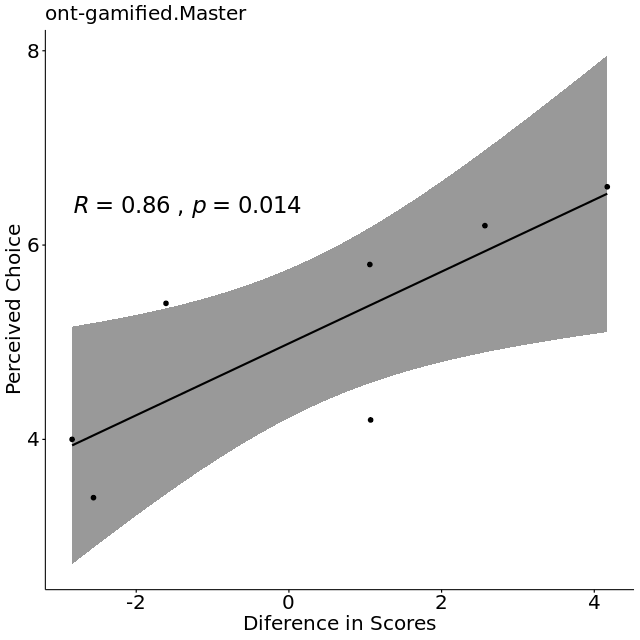 ont-gamified.Master
8
R = 0.86 , p = 0.014
6
Perceived Choice
4
-2 0 2 4
Diference in Scores